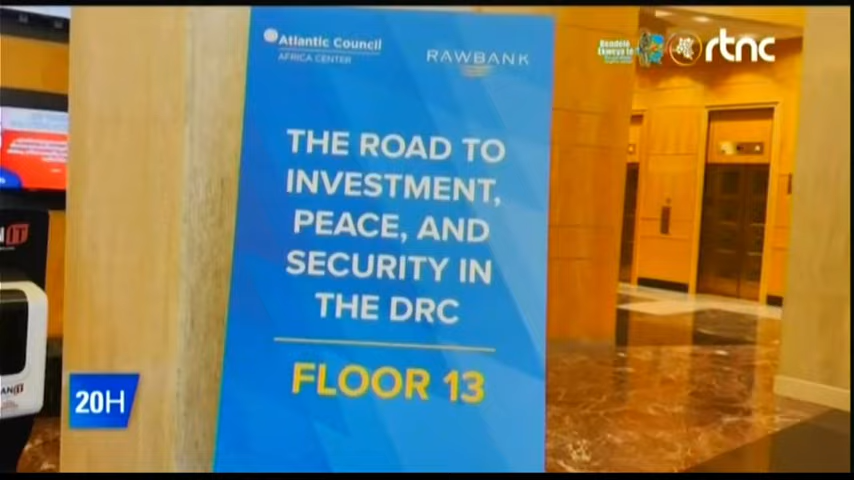 Atlantic Council
AFRICA CENTER
RAWBANK
rtnc
THE ROAD TO
INVESTMENT,
PEACE, AND
SECURITY IN
THE DRC
FLOOR 13
20H